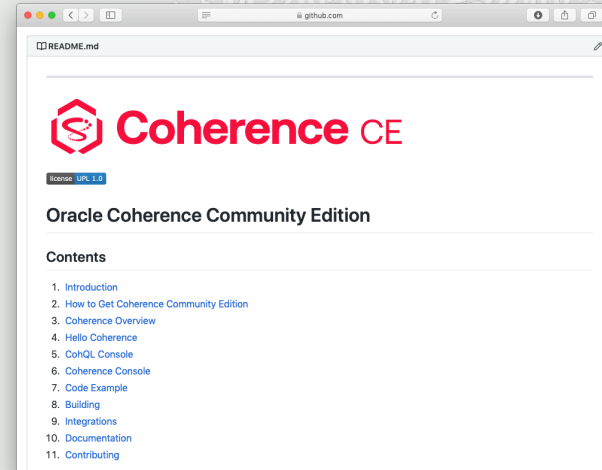 github.com
README.md
Coherence CE
license UPL 1.0
Oracle Coherence Community Edition
Contents
1. Introduction
2. How to Get Coherence Community Edition
3. Coherence Overview
4. Hello Coherence
5. CohQL Console
6. Coherence Console
7. Code Example
8. Building
9. Integrations
10. Documentation
11. Contributing